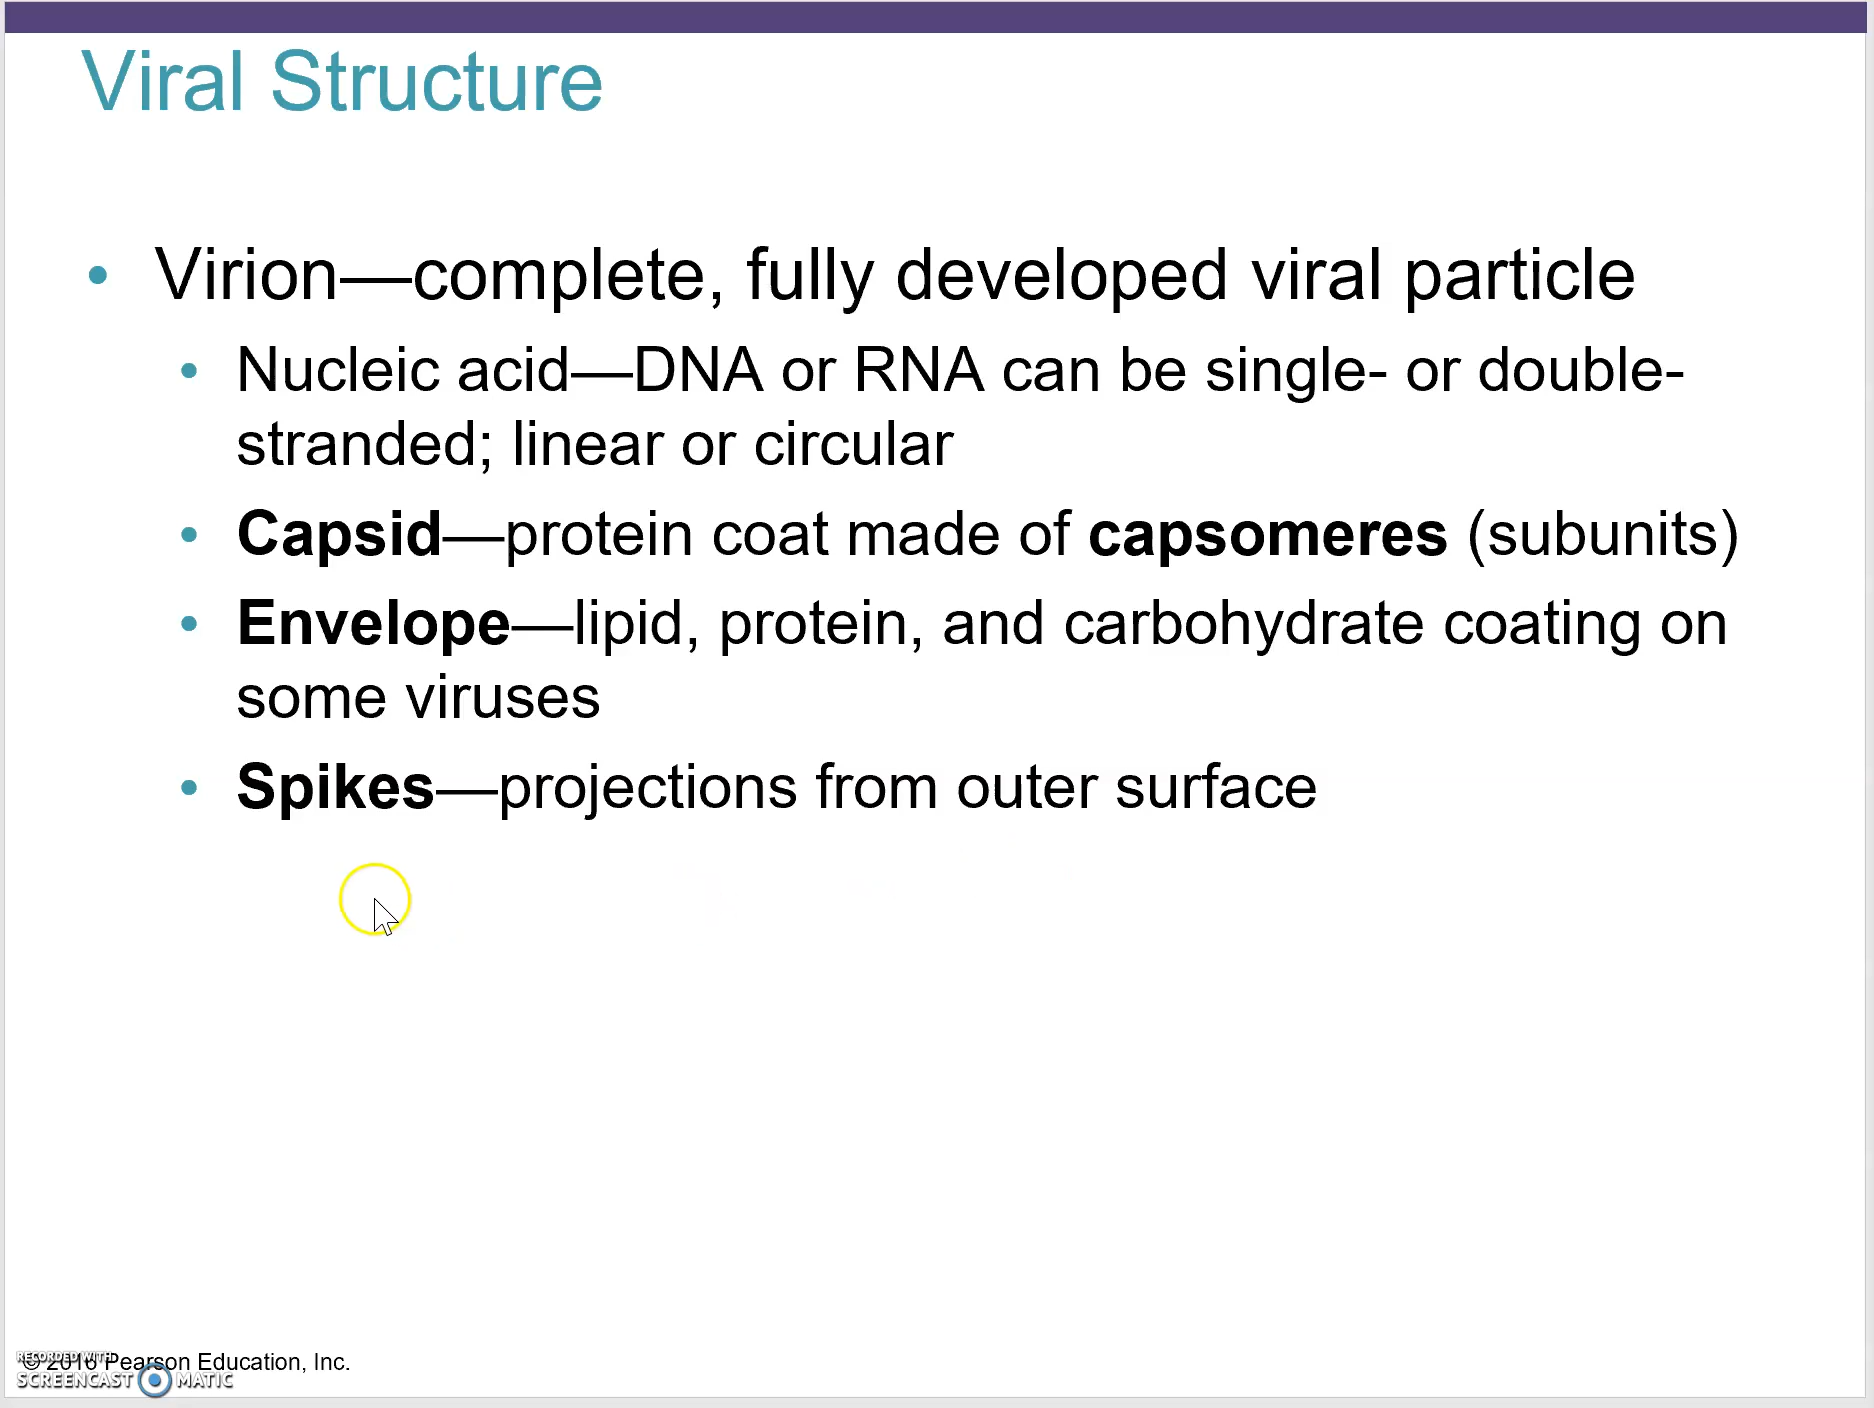 Viral Structure
• Virion—complete, fully developed viral particle
• Nucleic acid—DNA or RNA can be single- or double-
stranded; linear or circular
• Capsid—protein coat made of capsomeres (subunits)
• Envelope—lipid, protein, and carbohydrate coating on
some viruses
• Spikes—projections from outer surface
© 2016 Pearson Education, Inc.
RECORDED WITH
SCREENCAST MATIC